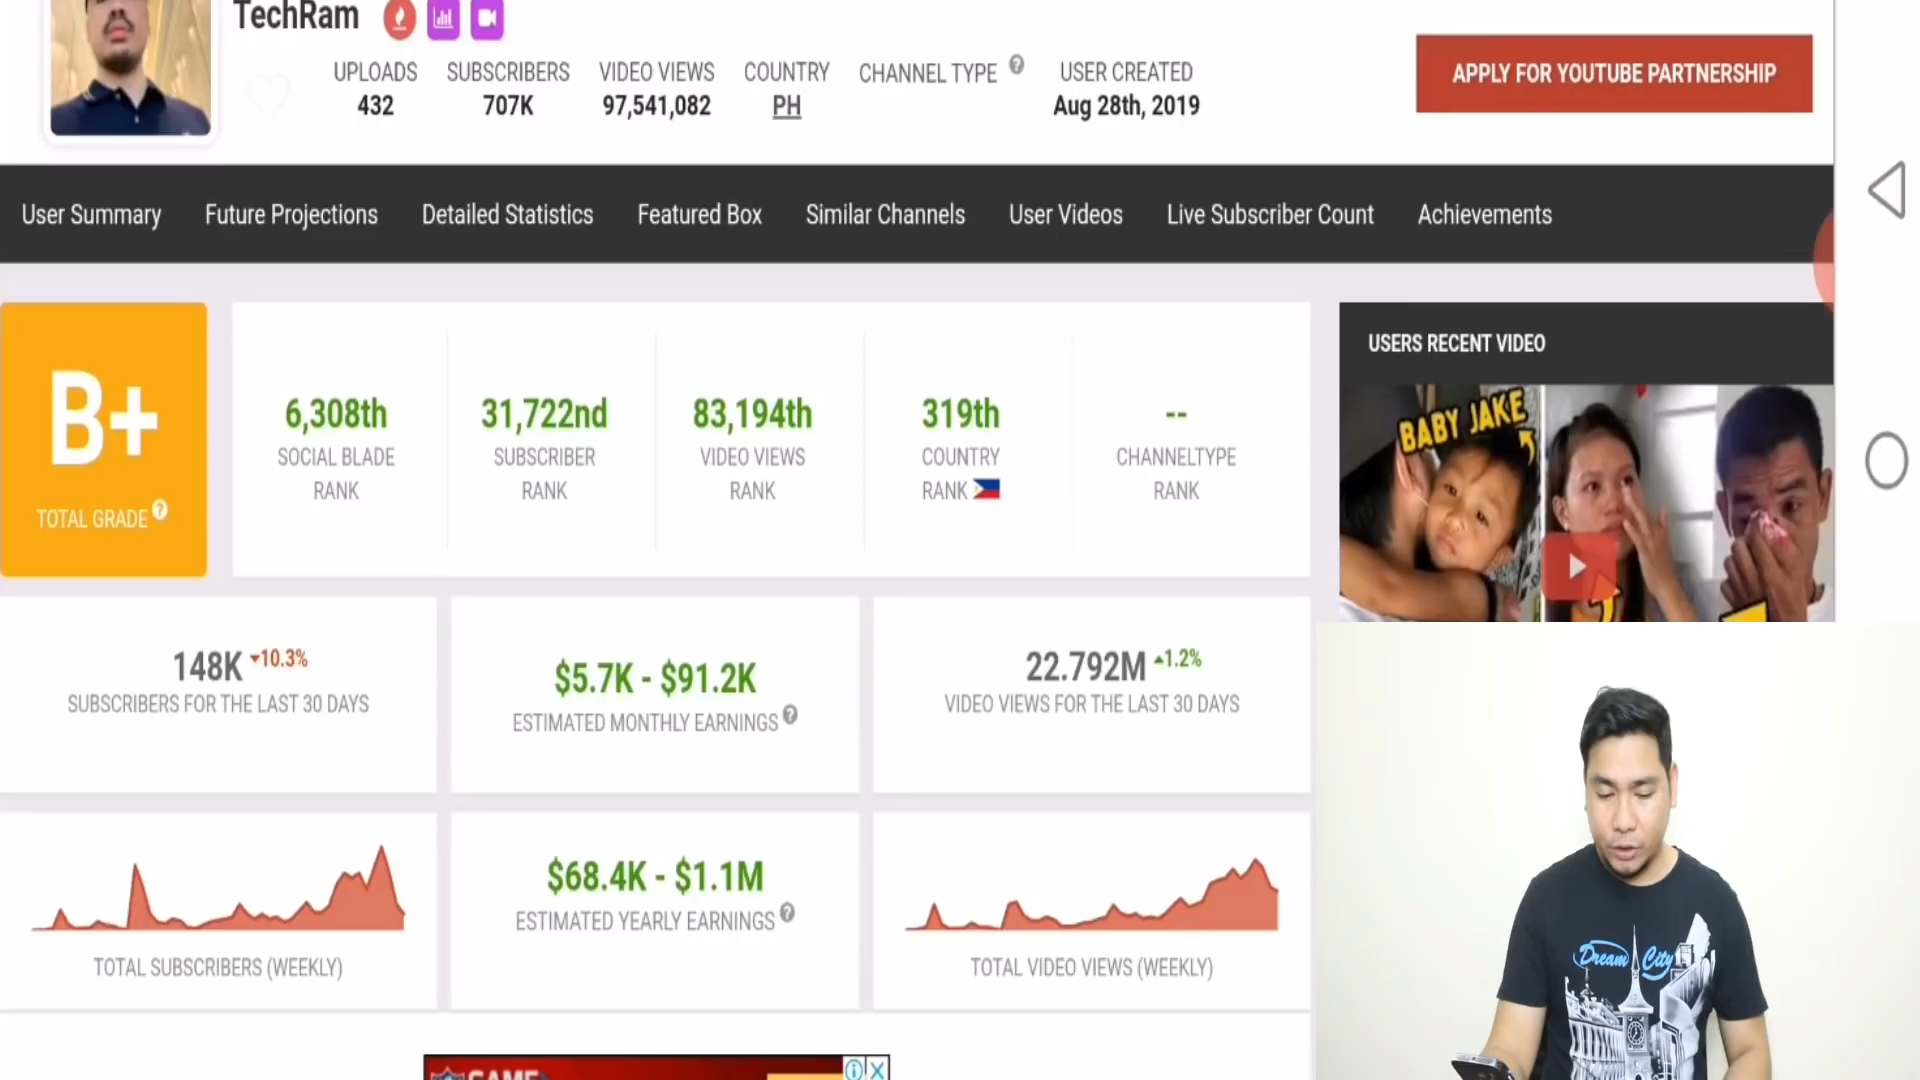 TechRam
UPLOADS
432
SUBSCRIBERS
707K
VIDEO VIEWS
97,541,082
COUNTRY
PH
CHANNEL TYPE ?
USER CREATED
Aug 28th, 2019
APPLY FOR YOUTUBE PARTNERSHIP
User Summary Future Projections Detailed Statistics Featured Box Similar Channels User Videos Live Subscriber Count Achievements
B+
TOTAL GRADE ?
6,308th
SOCIAL BLADE
RANK
31,722nd
SUBSCRIBER
RANK
83,194th
VIDEO VIEWS
RANK
319th
COUNTRY
RANK
--
CHANNELTYPE
RANK
USERS RECENT VIDEO
BABY JAKE
148K 10.3%
SUBSCRIBERS FOR THE LAST 30 DAYS
$5.7K - $91.2K
ESTIMATED MONTHLY EARNINGS ?
22.792M 1.2%
VIDEO VIEWS FOR THE LAST 30 DAYS
TOTAL SUBSCRIBERS (WEEKLY)
$68.4K - $1.1M
ESTIMATED YEARLY EARNINGS ?
TOTAL VIDEO VIEWS (WEEKLY)
Dream City